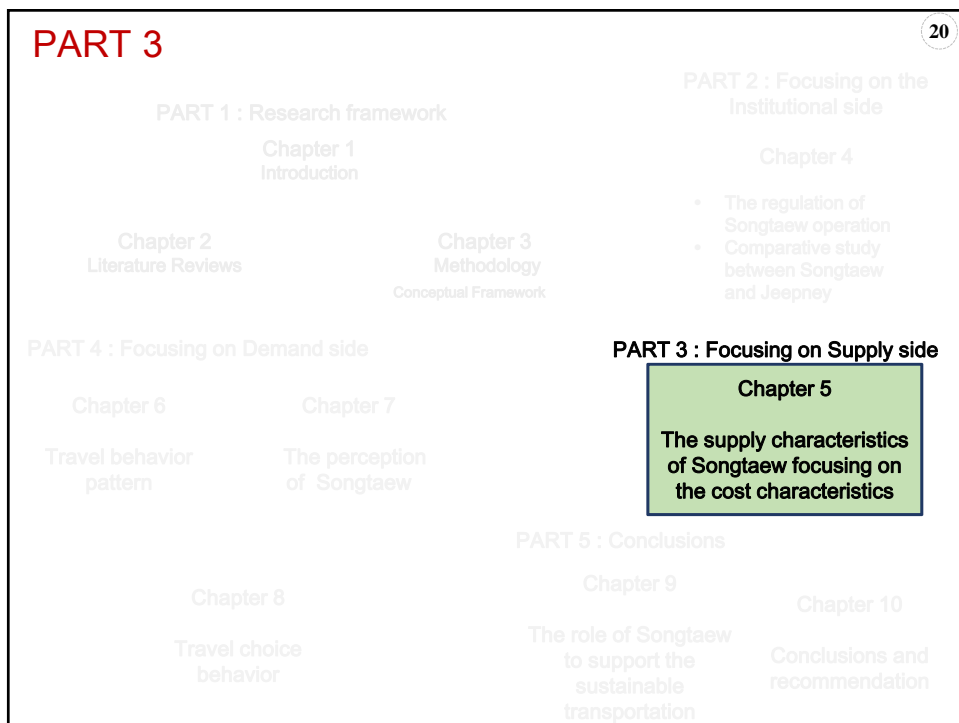 PART 3
20
PART 2 : Focusing on the
Institutional side
PART 1 : Research framework
Chapter 1
Introduction
Chapter 4
• The regulation of
Songtaew operation
• Comparative study
between Songtaew
and Jeepney
Chapter 2
Literature Reviews
Chapter 3
Methodology
Conceptual Framework
PART 4 : Focusing on Demand side
PART 3 : Focusing on Supply side
Chapter 6
Travel behavior
pattern
Chapter 7
The perception
of Songtaew
Chapter 5
The supply characteristics
of Songtaew focusing on
the cost characteristics
PART 5 : Conclusions
Chapter 8
Travel choice
behavior
Chapter 9
The role of Songtaew
to support the
sustainable
transportation
Chapter 10
Conclusions and
recommendation